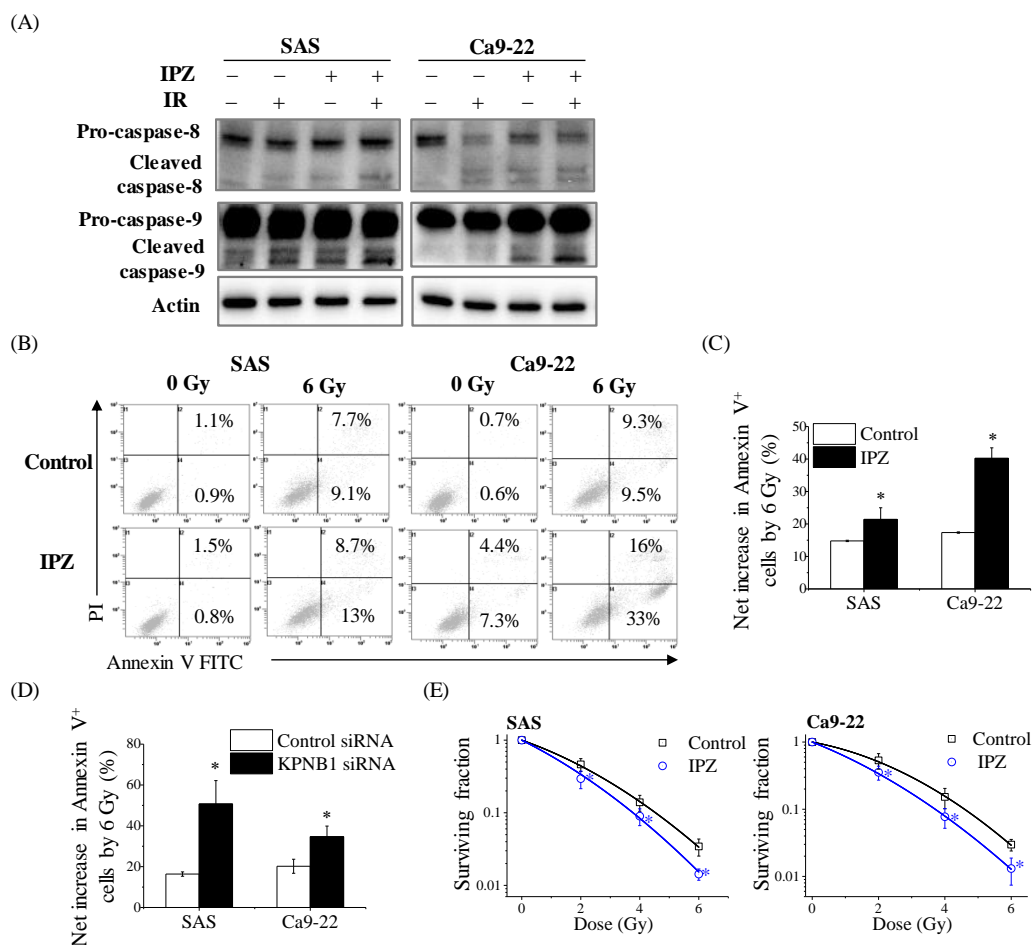 (A)
SAS Ca9-22
IPZ – – + + – – + +
IR – + – + – + – +
Pro-caspase-8
Cleaved
caspase-8
Pro-caspase-9
Cleaved
caspase-9
Actin
(B)
SAS Ca9-22
0 Gy 6 Gy 0 Gy 6 Gy
Control
1.1% 7.7% 0.7% 9.3%
0.9% 9.1% 0.6% 9.5%
IPZ
1.5% 8.7% 4.4% 16%
0.8% 13% 7.3% 33%
PI
Annexin V FITC
(C)
Net increase in Annexin V+
cells by 6 Gy (%)
50
40
30
20
10
0
Control
IPZ
* *
SAS Ca9-22
(D)
Net increase in Annexin V+
cells by 6 Gy (%)
80
60
40
20
0
Control siRNA
KPNB1 siRNA
* *
SAS Ca9-22
(E)
SAS
Surviving fraction
1
0.1
0.01
Control
IPZ
* * *
0 2 4 6
Dose (Gy)
Ca9-22
Surviving fraction
1
0.1
0.01
Control
IPZ
* * *
0 2 4 6
Dose (Gy)